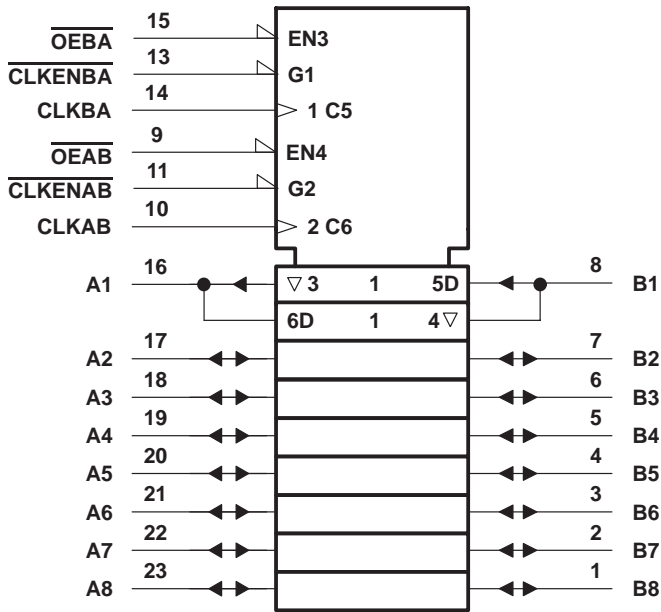 15
OEBA EN3
13
CLKENBA G1
14
CLKBA 1 C5
9
OEAB EN4
11
CLKENAB G2
10
CLKAB 2 C6
16 8
A1 ▽ 3 1 5D B1
6D 1 4 ▽
17 7
A2 B2
18 6
A3 B3
19 5
A4 B4
20 4
A5 B5
21 3
A6 B6
22 2
A7 B7
23 1
A8 B8